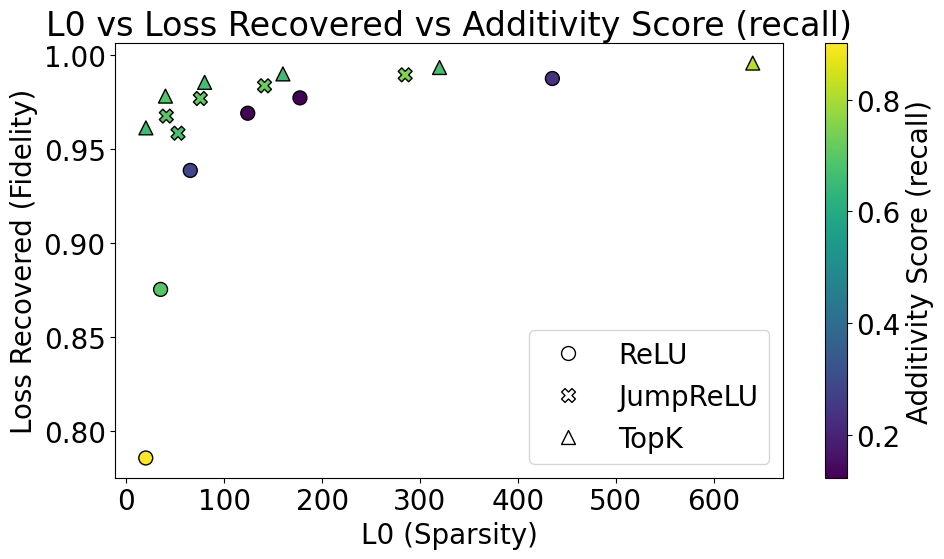 L0 vs Loss Recovered vs Additivity Score (recall)
1.00
0.95
0.90
0.85
0.80
Loss Recovered (Fidelity)
0
100
200
300
400
500
600
L0 (Sparsity)
ReLU
JumpReLU
TopK
0.8
0.6
0.4
0.2
Additivity Score (recall)